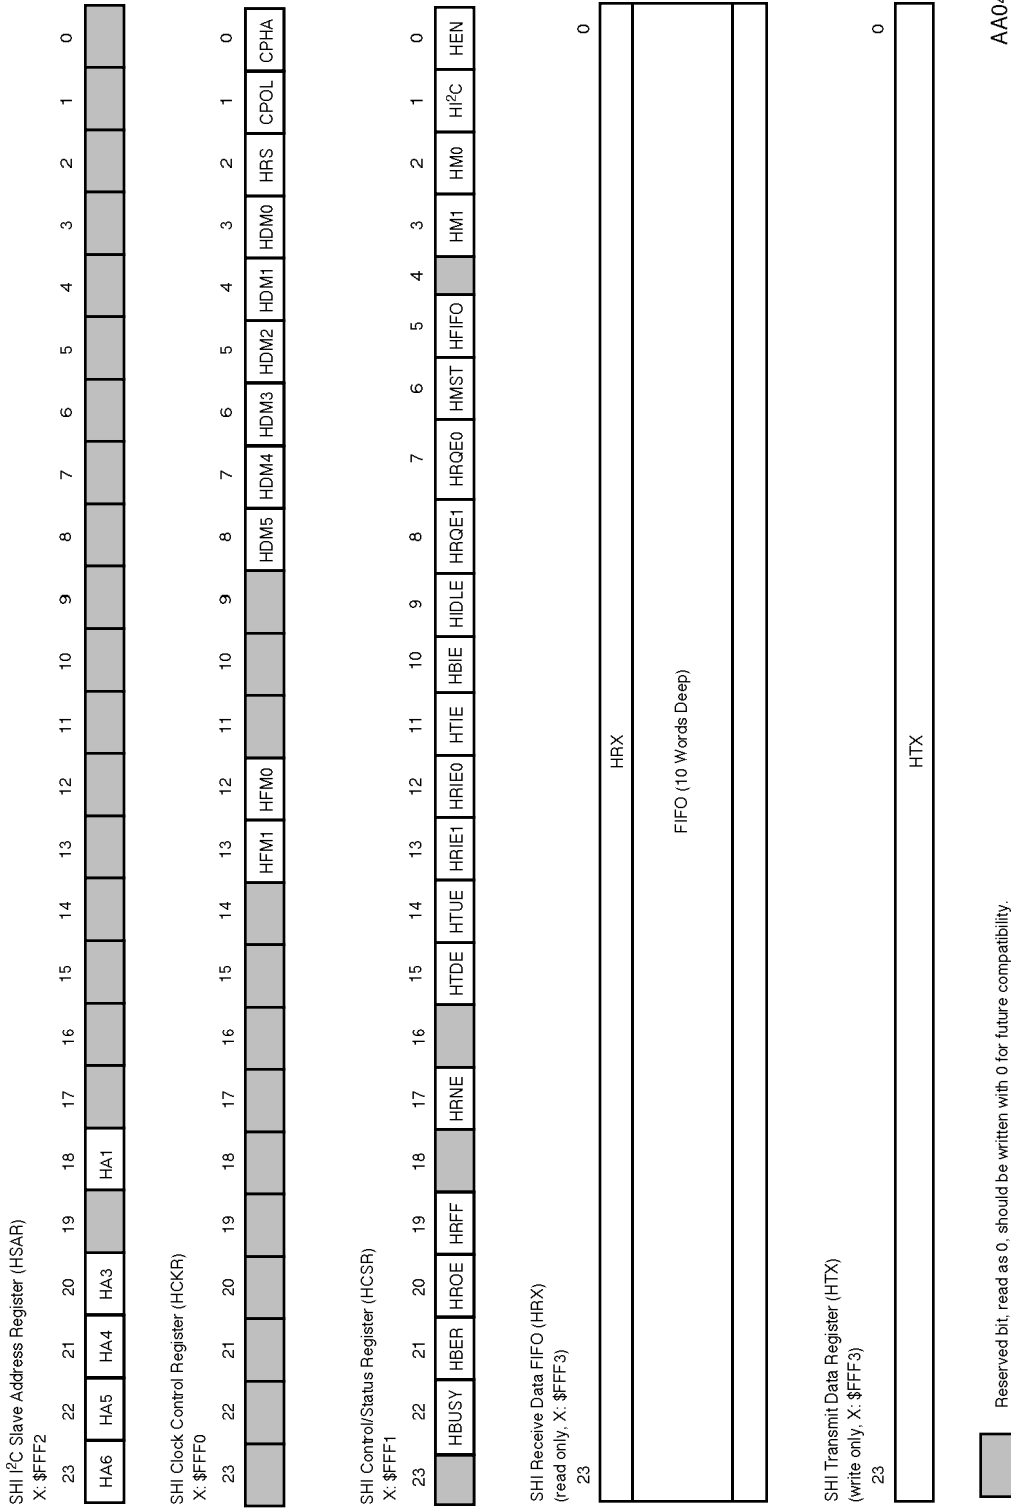 SHI I²C Slave Address Register (HSAR)
X: $FFF2
23 22 21 20 19 18 17 16 15 14 13 12 11 10 9 8 7 6 5 4 3 2 1 0
HA6 HA5 HA4 HA3 HA1
SHI Clock Control Register (HCKR)
X: $FFF0
23 22 21 20 19 18 17 16 15 14 13 12 11 10 9 8 7 6 5 4 3 2 1 0
HFM1 HFM0 HDM5 HDM4 HDM3 HDM2 HDM1 HDM0 HRS CPOL CPHA
SHI Control/Status Register (HCSR)
X: $FFF1
23 22 21 20 19 18 17 16 15 14 13 12 11 10 9 8 7 6 5 4 3 2 1 0
HBUSY HBER HROE HRFF HRNE HTDE HTUE HRIE1 HRIE0 HTIE HBIE HIDLE HRQE1 HRQE0 HMST HFIFO HM1 HM0 HI²C HEN
SHI Receive Data FIFO (HRX)
(read only, X: $FFF3)
23 0
HRX
FIFO (10 Words Deep)
SHI Transmit Data Register (HTX)
(write only, X: $FFF3)
23 0
HTX
Reserved bit, read as 0, should be written with 0 for future compatibility.